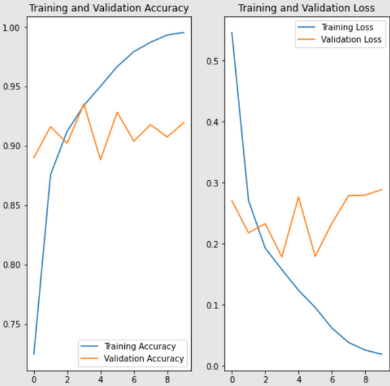 Training and Validation Accuracy
1.00
0.95
0.90
0.85
0.80
0.75
Training Accuracy
Validation Accuracy
0 2 4 6 8
Training and Validation Loss
Training Loss
Validation Loss
0.5
0.4
0.3
0.2
0.1
0.0
0 2 4 6 8